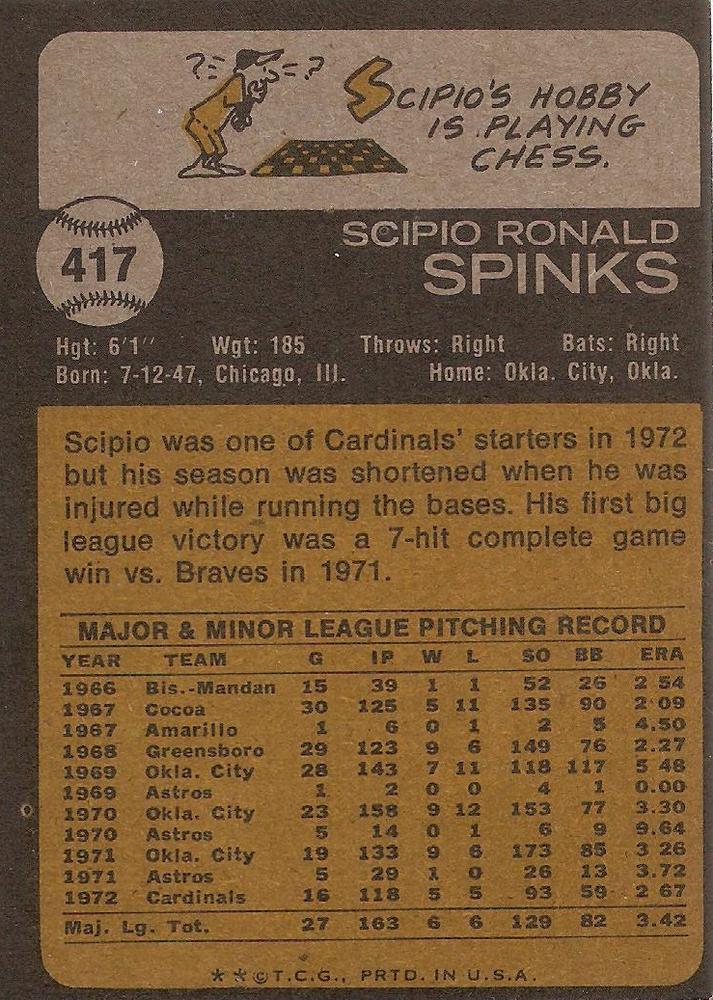 ?= =?
SCIPIO'S HOBBY
IS PLAYING
CHESS.
417
SCIPIO RONALD
SPINKS
Hgt: 6'1" Wgt: 185 Throws: Right Bats: Right
Born: 7-12-47, Chicago, Ill. Home: Okla. City, Okla.
Scipio was one of Cardinals' starters in 1972
but his season was shortened when he was
injured while running the bases. His first big
league victory was a 7-hit complete game
win vs. Braves in 1971.
MAJOR & MINOR LEAGUE PITCHING RECORD
YEAR TEAM G IP W L SO BB ERA
1966 Bis.-Mandan 15 39 1 1 52 26 2 54
1967 Cocoa 30 125 5 11 135 90 2 09
1967 Amarillo 1 6 0 1 2 5 4.50
1968 Greensboro 29 123 9 6 149 76 2.27
1969 Okla. City 28 143 7 11 118 117 5 48
1969 Astros 1 2 0 0 4 1 0.00
1970 Okla. City 23 158 9 12 153 77 3.30
1970 Astros 5 14 0 1 6 9 9.64
1971 Okla. City 19 133 9 6 173 85 3 26
1971 Astros 5 29 1 0 26 13 3.72
1972 Cardinals 16 118 5 5 93 59 2 67
Maj. Lg. Tot. 27 163 6 6 129 82 3.42
**©T.C.G., PRTD. IN U.S.A.